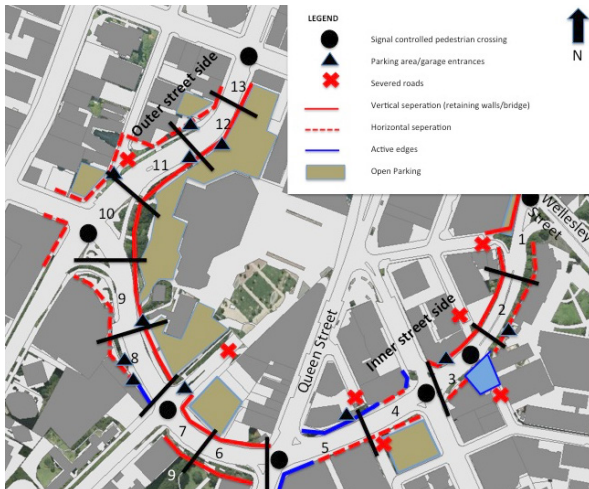 LEGEND
Signal controlled pedestrian crossing
Parking area/garage entrances
Severed roads
Vertical seperation (retaining walls/bridge)
Horizontal seperation
Active edges
Open Parking
N
Outer street side
13
12
11
10
9
8
7
6
9
5
4
3
2
1
Queen Street
Inner street side
Wellesley
Street